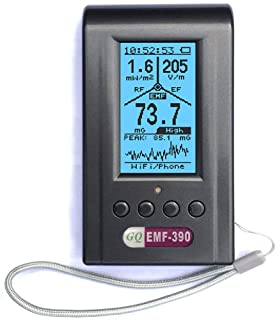 10:52:53
1.6 205
mW/m2 V/m
RF EF
EMF
73.7
mG High
PEAK: 85.1 mG
WiFi/Phone
GQ EMF-390